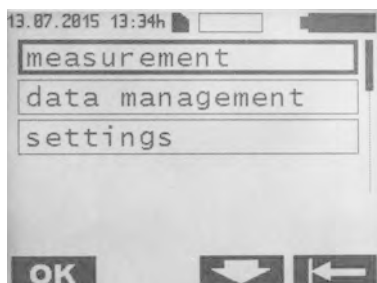 13.07.2015 13:34h
measurement
data management
settings
OK